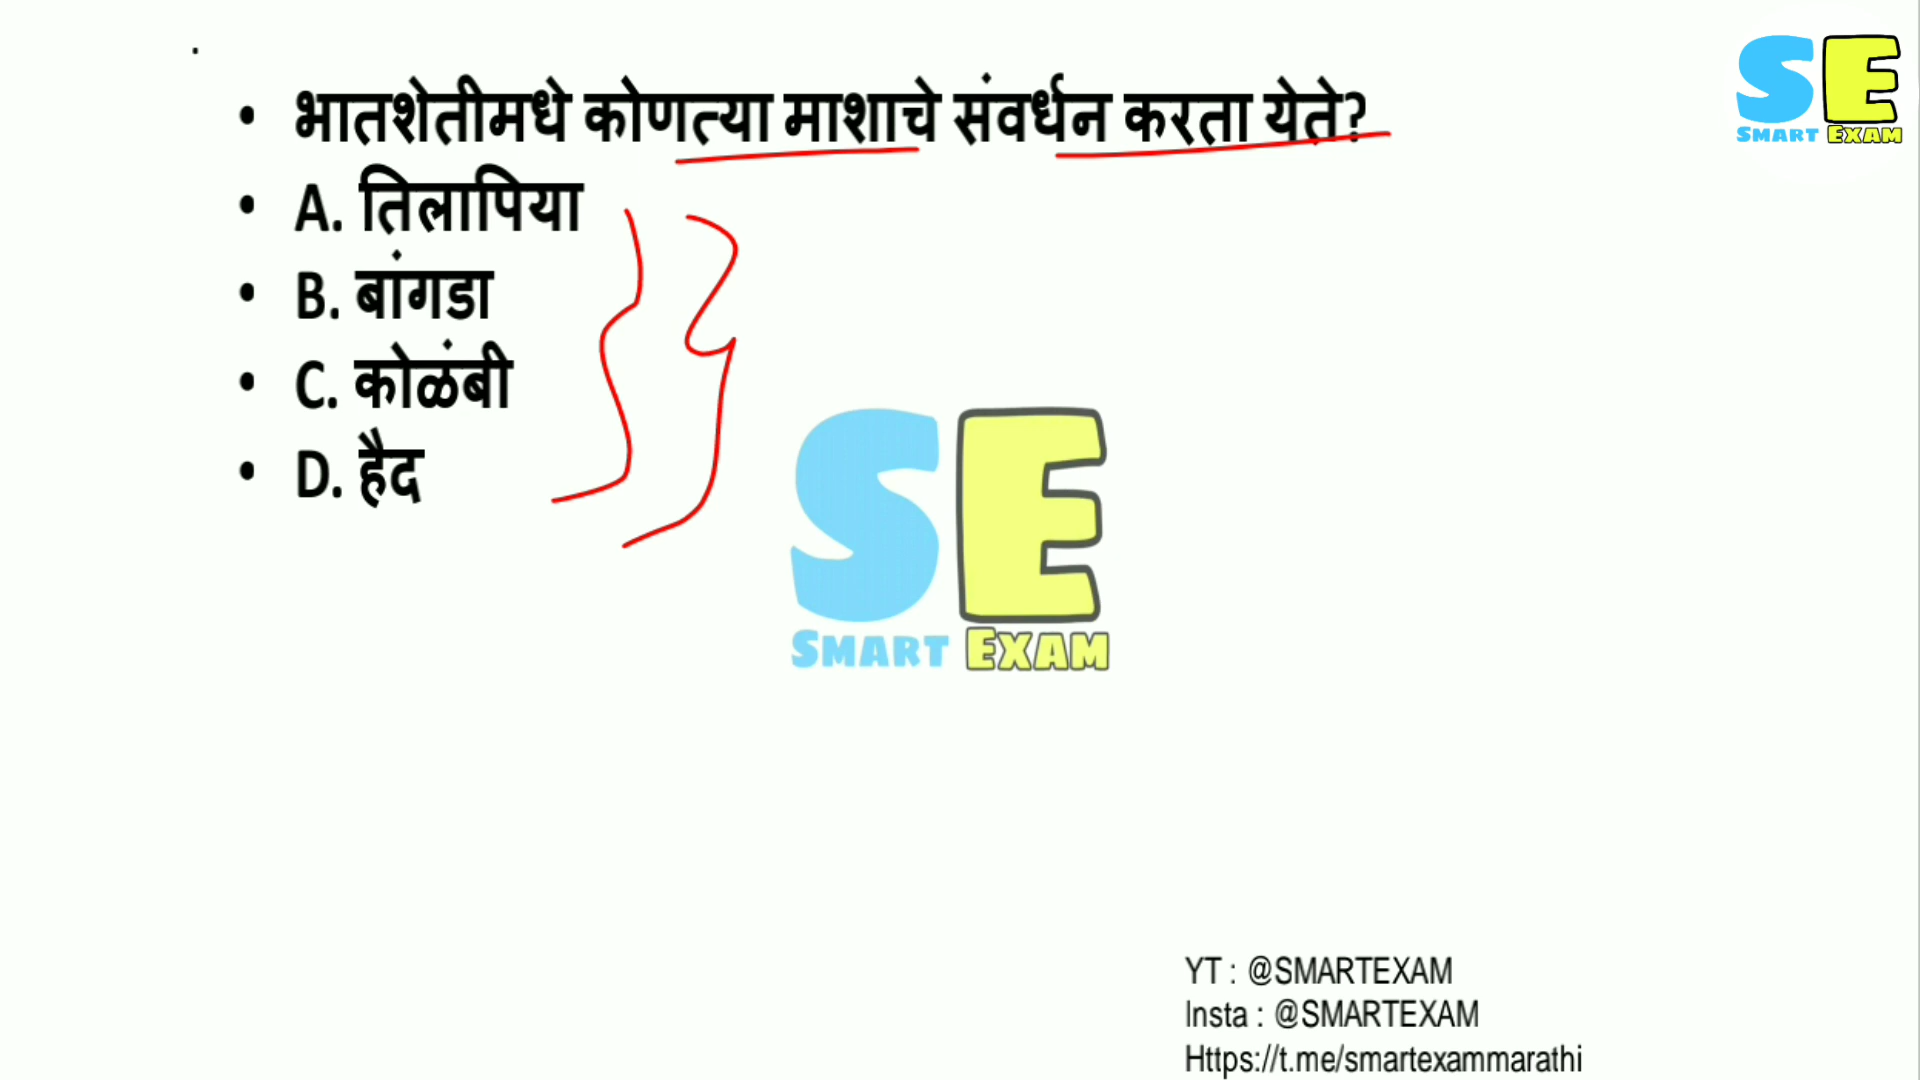 SE
SMART EXAM
• भातशेतीमधे कोणत्या माशाचे संवर्धन करता येते?
• A. तिलापिया
• B. बांगडा
• C. कोळंबी
• D. हैद
SE
SMART EXAM
YT : @SMARTEXAM
Insta : @SMARTEXAM
Https://t.me/smartexammarathi